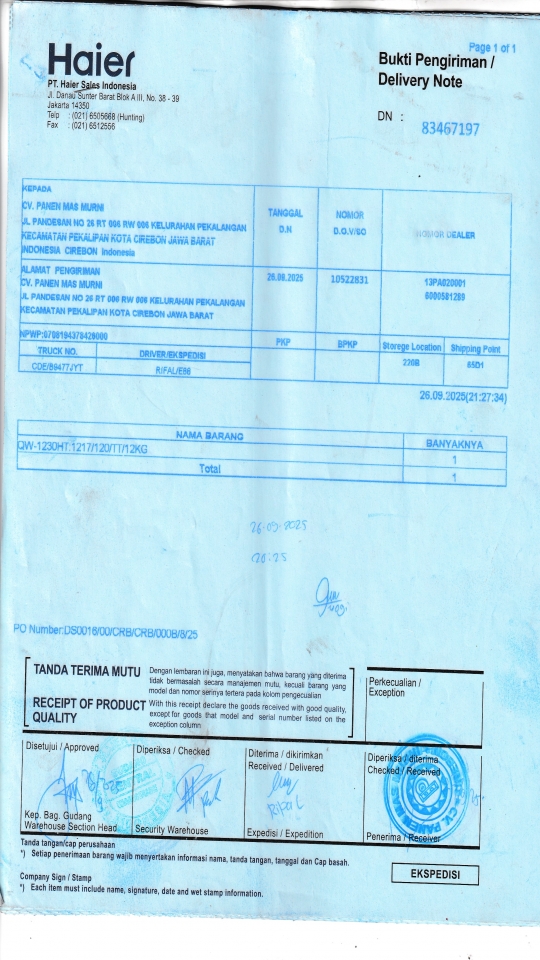 Page 1 of 1
Haier
PT. Haier Sales Indonesia
Jl. Danau Sunter Barat Blok A III, No. 38 - 39
Jakarta 14350
Telp : (021) 6505668 (Hunting)
Fax : (021) 6512556
Bukti Pengiriman /
Delivery Note
DN : 83467197
KEPADA
CV. PANEN MAS MURNI
JL PANDESAN NO 26 RT 006 RW 006 KELURAHAN PEKALANGAN
KECAMATAN PEKALIPAN KOTA CIREBON JAWA BARAT
INDONESIA CIREBON Indonesia
TANGGAL
D.N
NOMOR
D.O.V/SO
NOMOR DEALER
ALAMAT PENGIRIMAN
CV. PANEN MAS MURNI
JL PANDESAN NO 26 RT 006 RW 006 KELURAHAN PEKALANGAN
KECAMATAN PEKALIPAN KOTA CIREBON JAWA BARAT
26.09.2025
10522831
13PA020001
6000581289
NPWP:0708194378426000
TRUCK NO.
DRIVER/EKSPEDISI
PKP
BPKP
Storege Location
Shipping Point
CDE/B9477JYT
RIFAL/E86
220B
65D1
26.09.2025(21:27:34)
NAMA BARANG
BANYAKNYA
QW-1230HT.1217/120/TT/12KG
1
Total
1
26-09-2025
20:25
PO Number:DS0016/00/CRB/CRB/000B/8/25
TANDA TERIMA MUTU
Dengan lembaran ini juga, menyatakan bahwa barang yang diterima
tidak bermasalah secara manajemen mutu, kecuali barang yang
model dan nomor serinya tertera pada kolom pengecualian
RECEIPT OF PRODUCT
QUALITY
With this receipt declare the goods received with good quality,
except for goods that model and serial number listed on the
exception column
Perkecualian /
Exception
Disetujui / Approved
Diperiksa / Checked
Diterima / dikirimkan
Received / Delivered
Diperiksa / diterima
Checked / Received
Kep. Bag. Gudang
Warehouse Section Head
Security Warehouse
Expedisi / Expedition
Penerima / Receiver
Tanda tangan/cap perusahaan
*) Setiap penerimaan barang wajib menyertakan informasi nama, tanda tangan, tanggal dan Cap basah.
Company Sign / Stamp
*) Each item must include name, signature, date and wet stamp information.
EKSPEDISI